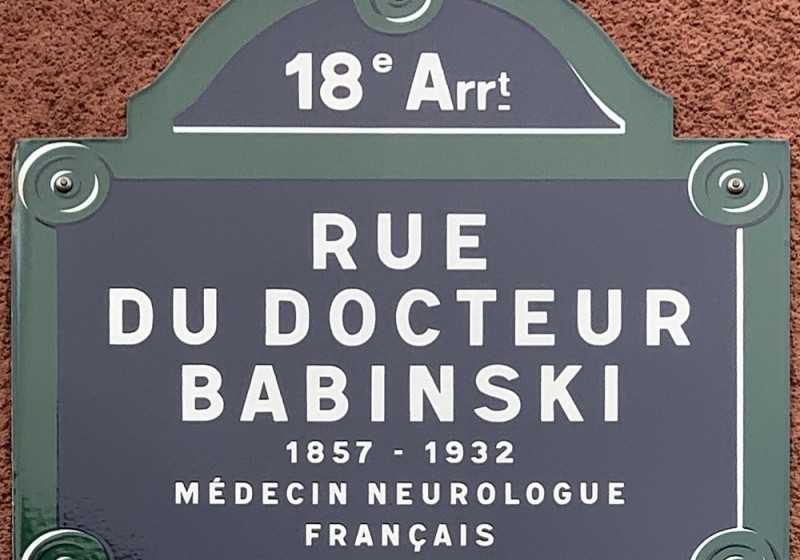 18e Arrt
RUE
DU DOCTEUR
BABINSKI
1857 - 1932
MÉDECIN NEUROLOGUE
FRANÇAIS